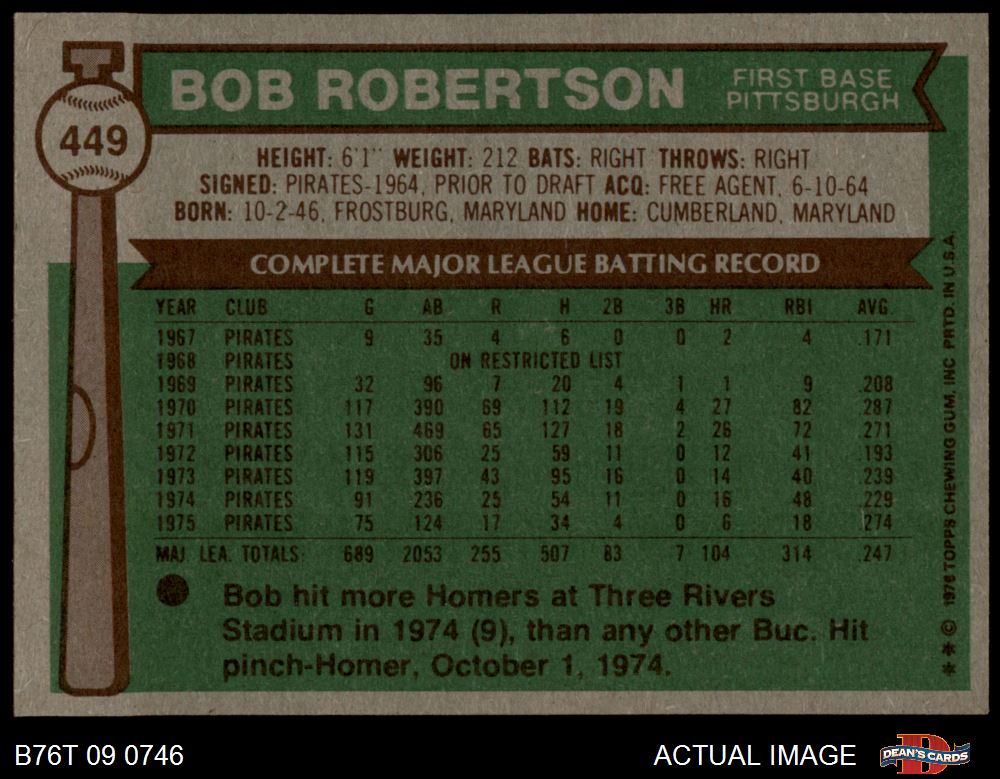 BOB ROBERTSON
FIRST BASE
PITTSBURGH
449
HEIGHT: 6'1" WEIGHT: 212 BATS: RIGHT THROWS: RIGHT
SIGNED: PIRATES-1964, PRIOR TO DRAFT ACQ: FREE AGENT, 6-10-64
BORN: 10-2-46, FROSTBURG, MARYLAND HOME: CUMBERLAND, MARYLAND
COMPLETE MAJOR LEAGUE BATTING RECORD
YEAR CLUB G AB R H 2B 3B HR RBI AVG.
1967 PIRATES 9 35 4 6 0 0 2 4 .171
1968 PIRATES ON RESTRICTED LIST
1969 PIRATES 32 96 7 20 4 1 1 9 .208
1970 PIRATES 117 390 69 112 19 4 27 82 .287
1971 PIRATES 131 469 65 127 18 2 26 72 .271
1972 PIRATES 115 306 25 59 11 0 12 41 .193
1973 PIRATES 119 397 43 95 16 0 14 40 .239
1974 PIRATES 91 236 25 54 11 0 16 48 .229
1975 PIRATES 75 124 17 34 4 0 6 18 .274
MAJ. LEA. TOTALS 689 2053 255 507 83 7 104 314 .247
Bob hit more Homers at Three Rivers
Stadium in 1974 (9), than any other Buc. Hit
pinch-Homer, October 1, 1974.
* * © 1976 TOPPS CHEWING GUM, INC PRTD. IN U.S.A.
B76T 09 0746
ACTUAL IMAGE
D
DEAN'S CARDS